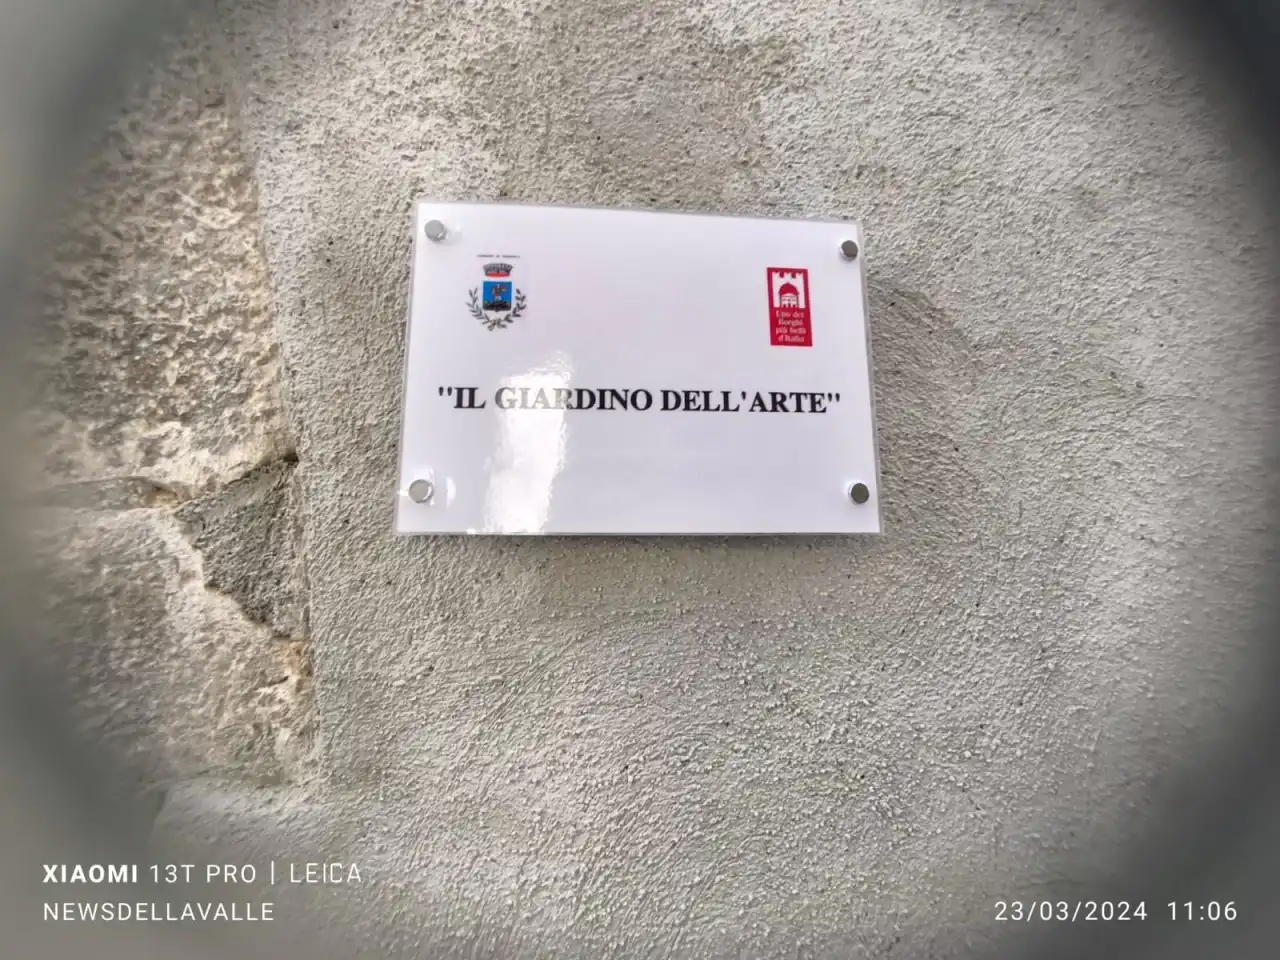 "IL GIARDINO DELL'ARTE"
Uno dei
Borghi
più belli
d'Italia
XIAOMI 13T PRO | LEICA
NEWSDELLAVALLE
23/03/2024 11:06